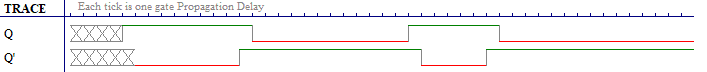 TRACE Each tick is one gate Propagation Delay.
Q
Q'